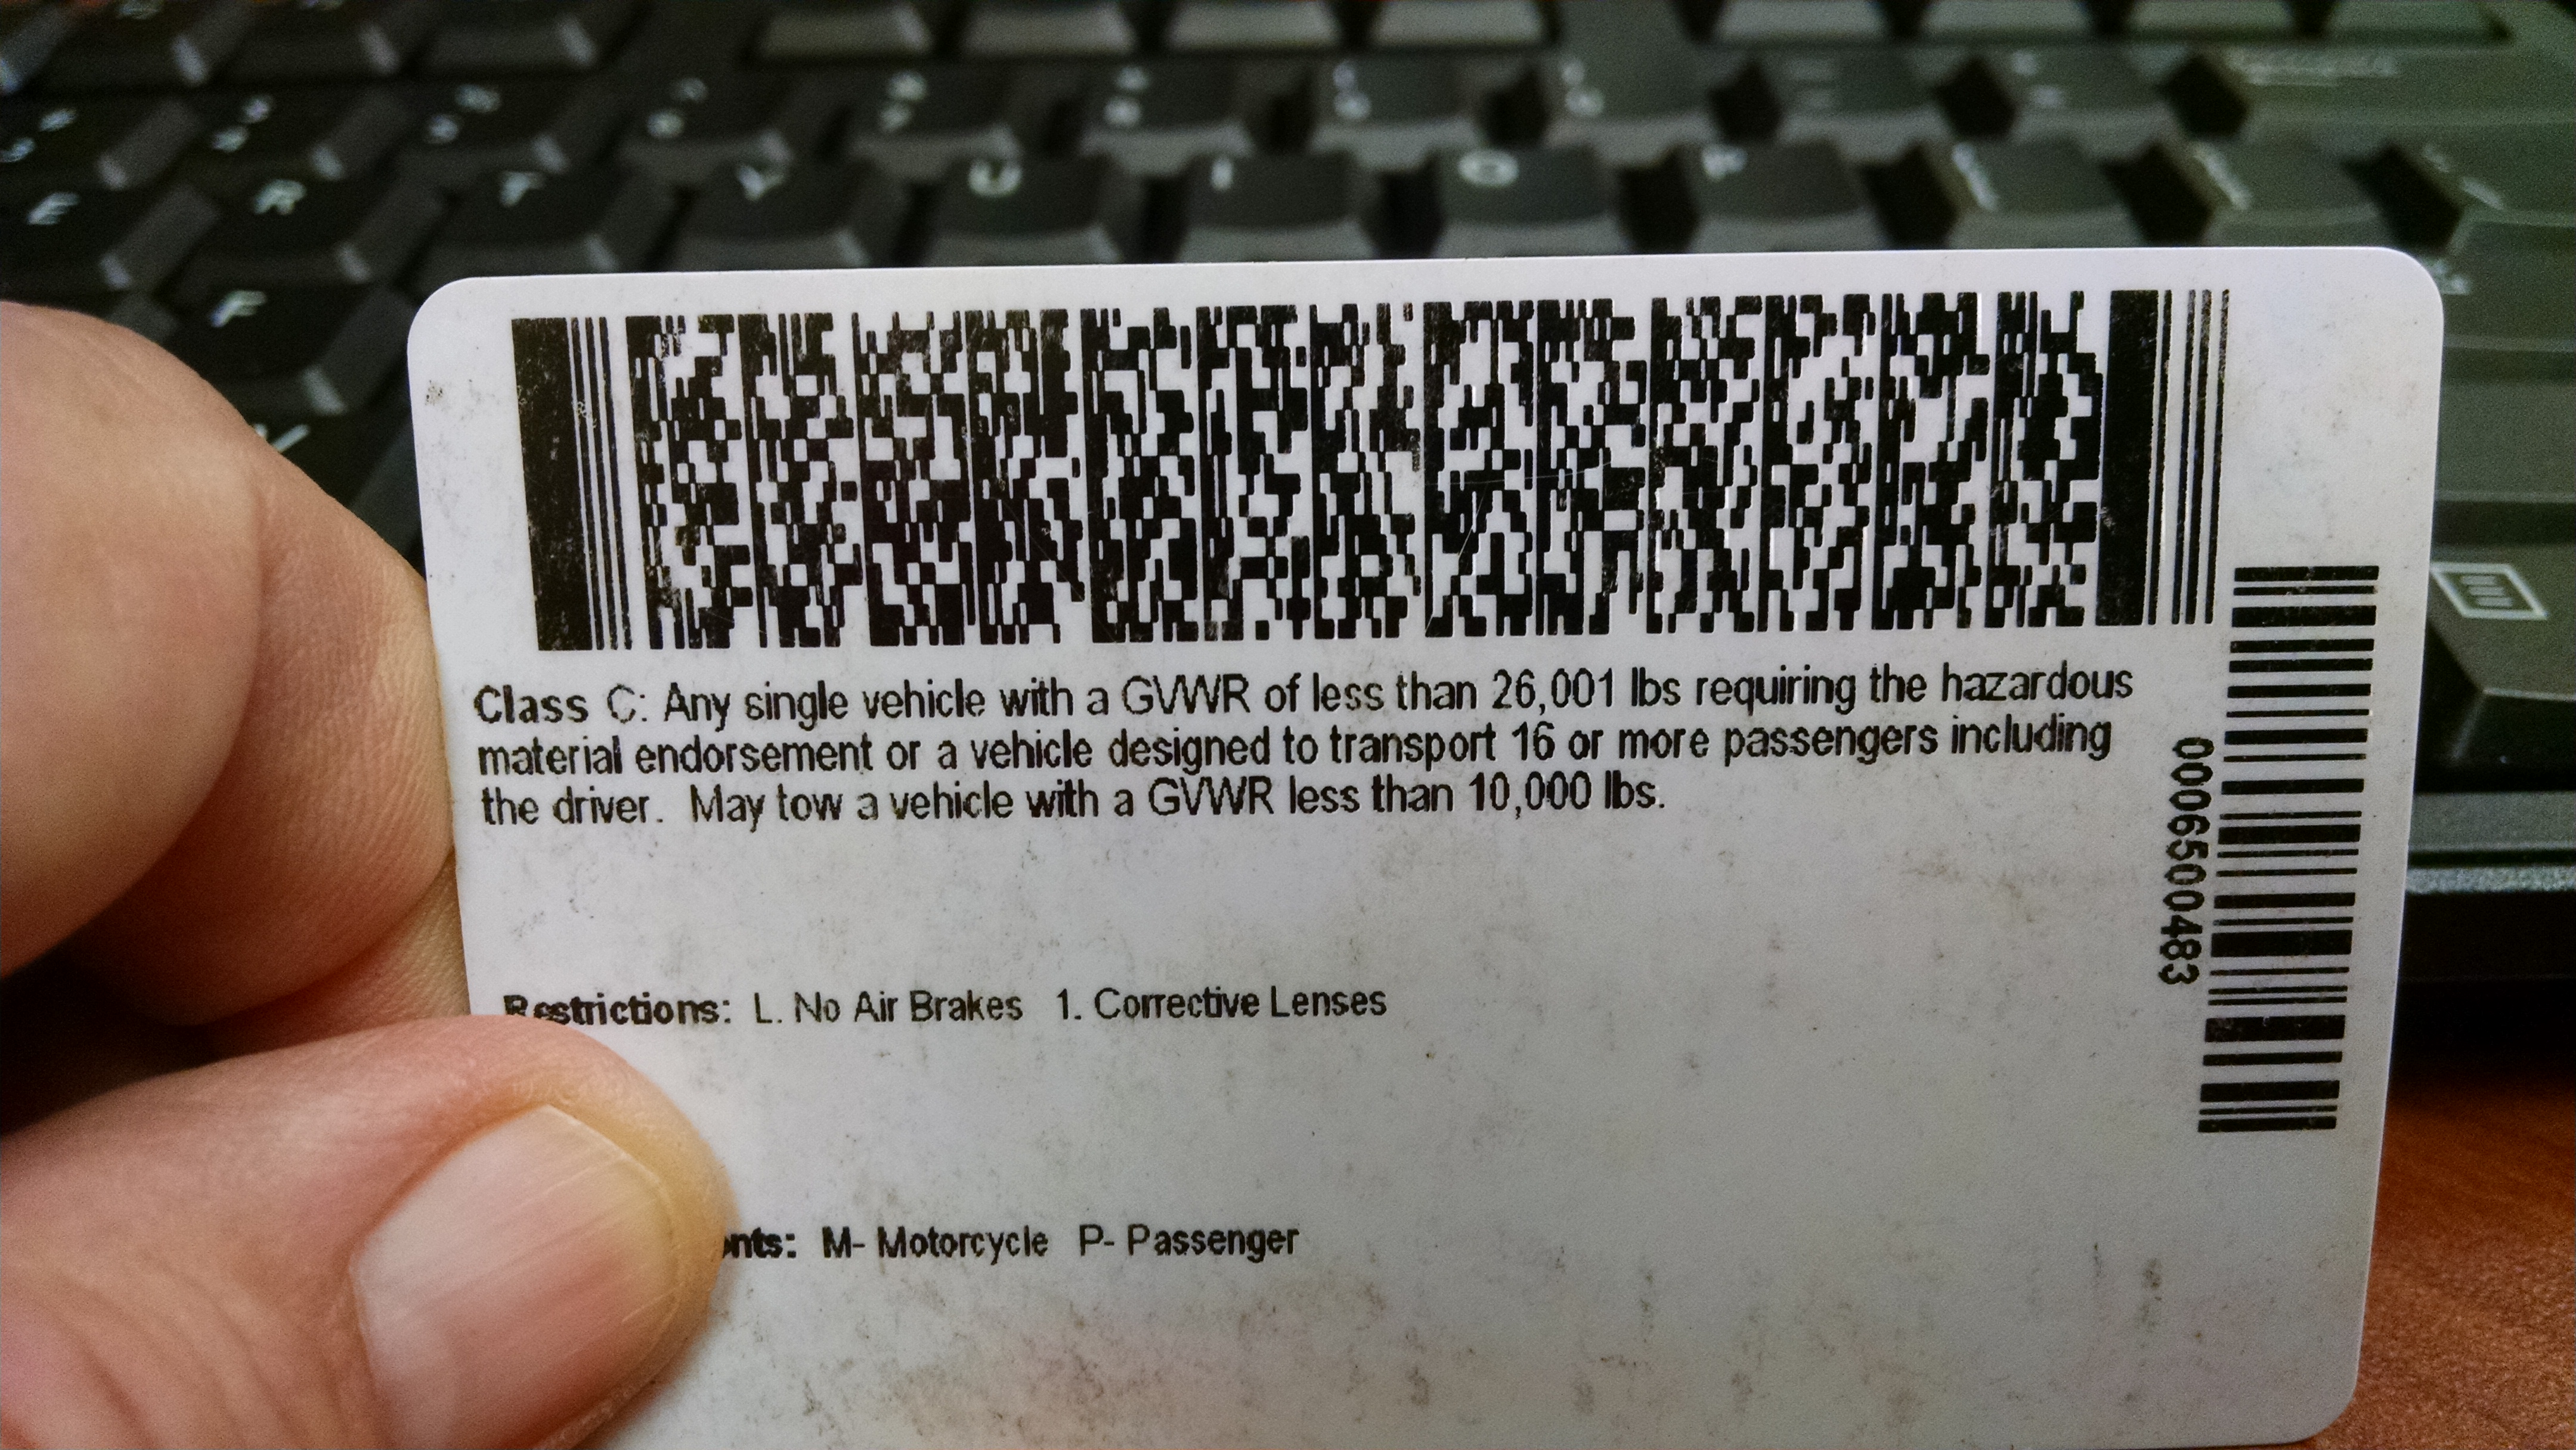 E R T Y U I O P
F
Class C: Any single vehicle with a GVWR of less than 26,001 lbs requiring the hazardous
material endorsement or a vehicle designed to transport 16 or more passengers including
the driver. May tow a vehicle with a GVWR less than 10,000 lbs.
0006500483
Restrictions: L. No Air Brakes 1. Corrective Lenses
nts: M- Motorcycle P- Passenger